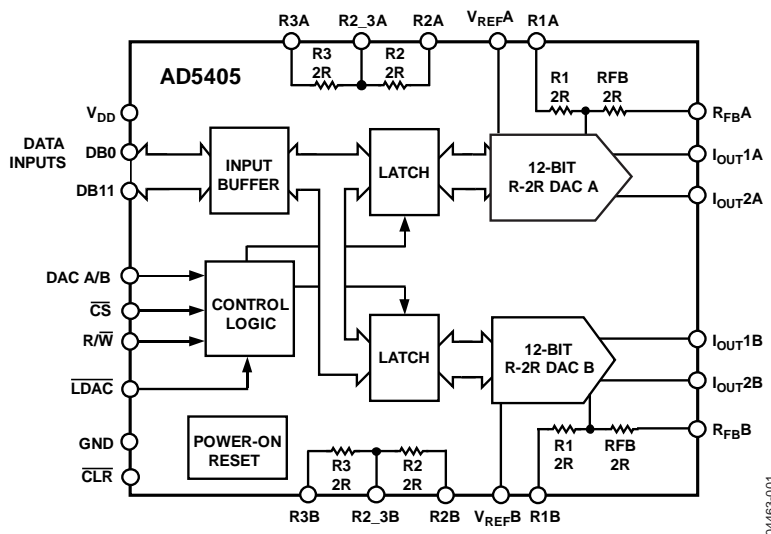 R3A R2_3A R2A VREFA R1A
R3
2R
R2
2R
AD5405
R1
2R
RFB
2R
VDD
RFBA
DATA
INPUTS
DB0
DB11
INPUT
BUFFER
LATCH
12-BIT
R-2R DAC A
IOUT1A
IOUT2A
DAC A/B
C̅S̅
R/W̅
L̅D̅A̅C̅
CONTROL
LOGIC
LATCH
12-BIT
R-2R DAC B
IOUT1B
IOUT2B
GND
C̅L̅R̅
POWER-ON
RESET
R3
2R
R2
2R
R1
2R
RFB
2R
RFBB
R3B R2_3B R2B VREFB R1B
04463-001